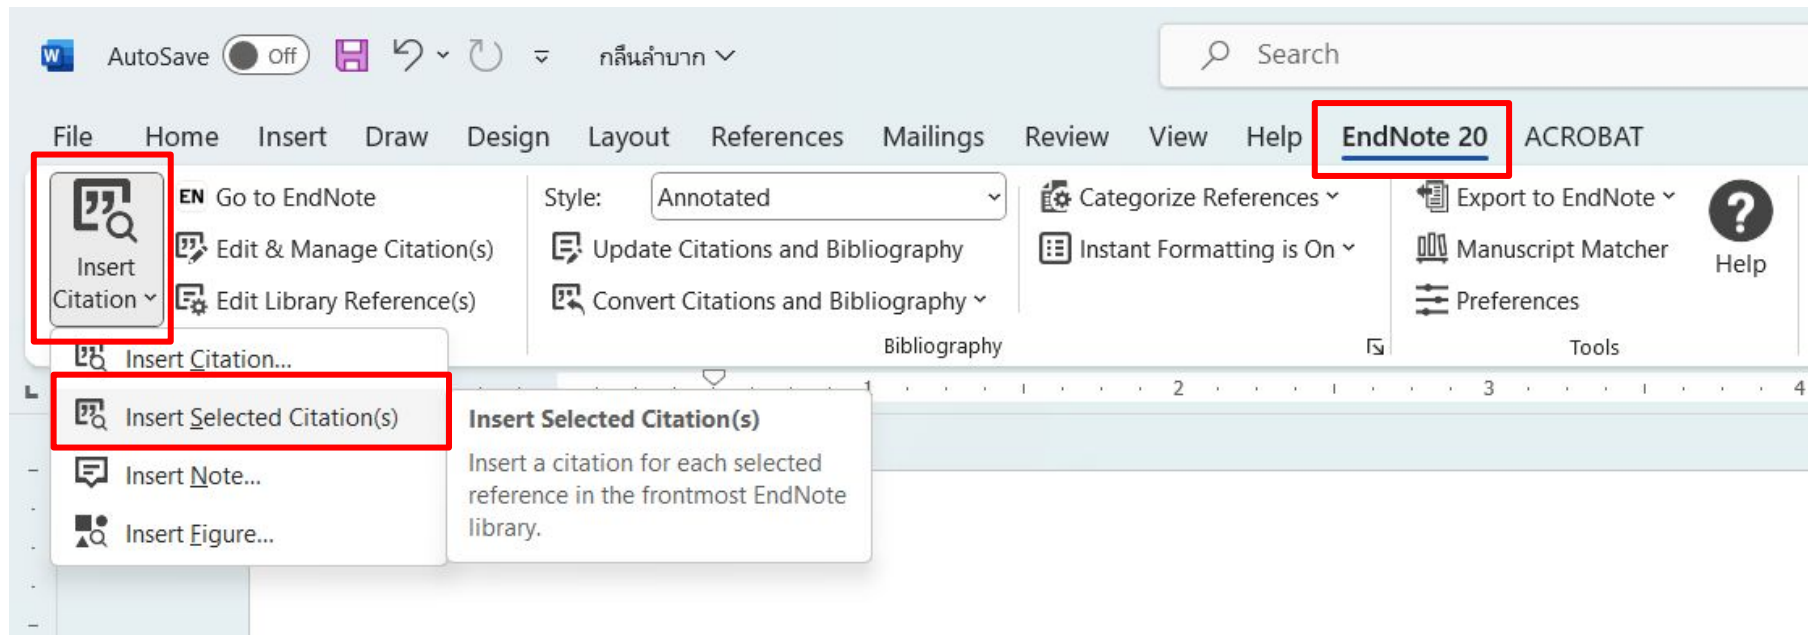 W AutoSave Off กลืนลำบาก Search
File Home Insert Draw Design Layout References Mailings Review View Help EndNote 20 ACROBAT
Insert Citation
EN Go to EndNote
Edit & Manage Citation(s)
Edit Library Reference(s)
Style: Annotated
Update Citations and Bibliography
Convert Citations and Bibliography
Categorize References
Instant Formatting is On
Bibliography
Export to EndNote
Manuscript Matcher
Preferences
Tools
? Help
Insert Citation...
Insert Selected Citation(s)
Insert Note...
Insert Figure...
1 2 3 4
Insert Selected Citation(s)
Insert a citation for each selected
reference in the frontmost EndNote
library.